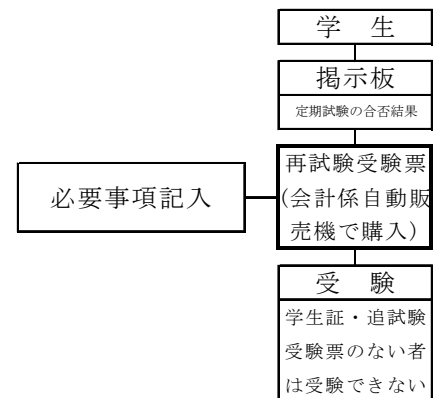 学 生
掲示板
定期試験の合否結果
再試験受験票
(会計係自動販
売機で購入)
必要事項記入
受 験
学生証・追試験
受験票のない者
は受験できない